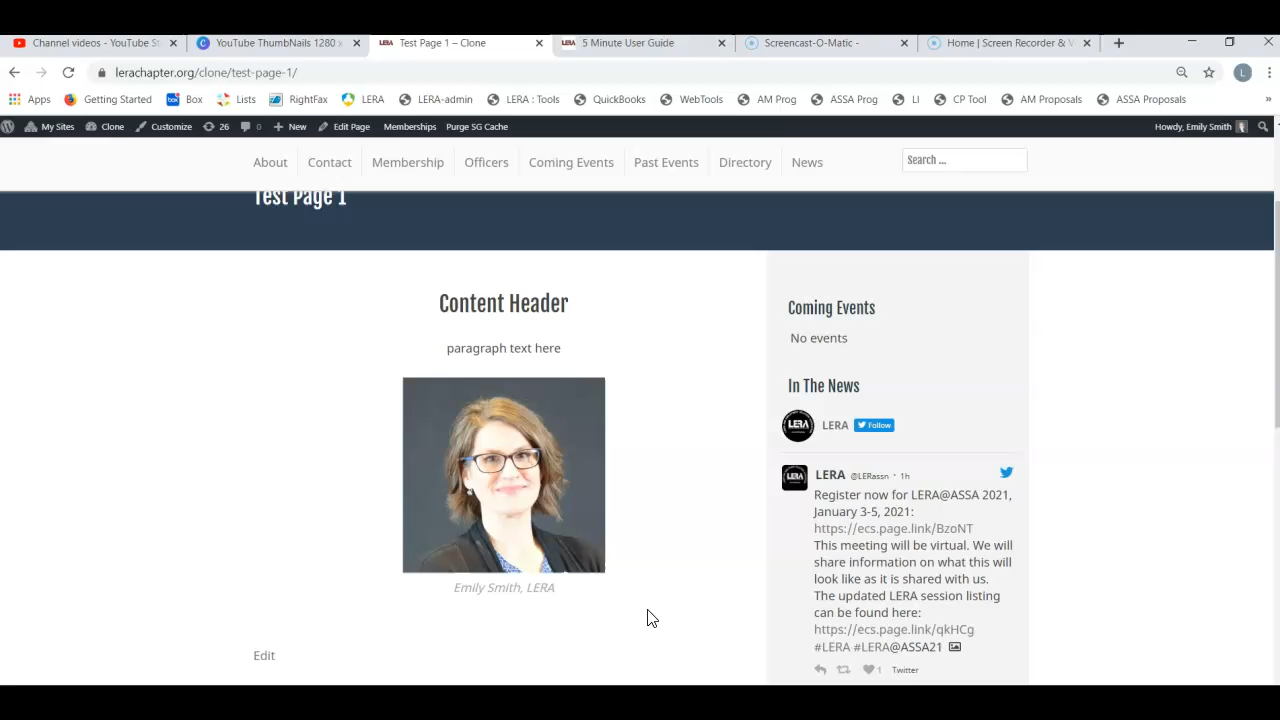 Channel videos - YouTube St
YouTube ThumbNails 1280 x
Test Page 1 – Clone
5 Minute User Guide
Screencast-O-Matic -
Home | Screen Recorder & V
lerachapter.org/clone/test-page-1/
L
Apps
Getting Started
Box
Lists
RightFax
LERA
LERA-admin
LERA : Tools
QuickBooks
WebTools
AM Prog
ASSA Prog
LI
CP Tool
AM Proposals
ASSA Proposals
»
My Sites
Clone
Customize
26
0
New
Edit Page
Memberships
Purge SG Cache
Howdy, Emily Smith
About
Contact
Membership
Officers
Coming Events
Past Events
Directory
News
Search ...
Test Page 1
Content Header
paragraph text here
Emily Smith, LERA
Edit
Coming Events
No events
In The News
LERA
LERA
Follow
LERA @LERassn · 1h
Register now for LERA@ASSA 2021,
January 3-5, 2021:
https://ecs.page.link/BzoNT
This meeting will be virtual. We will
share information on what this will
look like as it is shared with us.
The updated LERA session listing
can be found here:
https://ecs.page.link/qkHCg
#LERA #LERA@ASSA21
1
Twitter